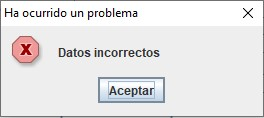 Ha ocurrido un problema
Datos incorrectos
Aceptar